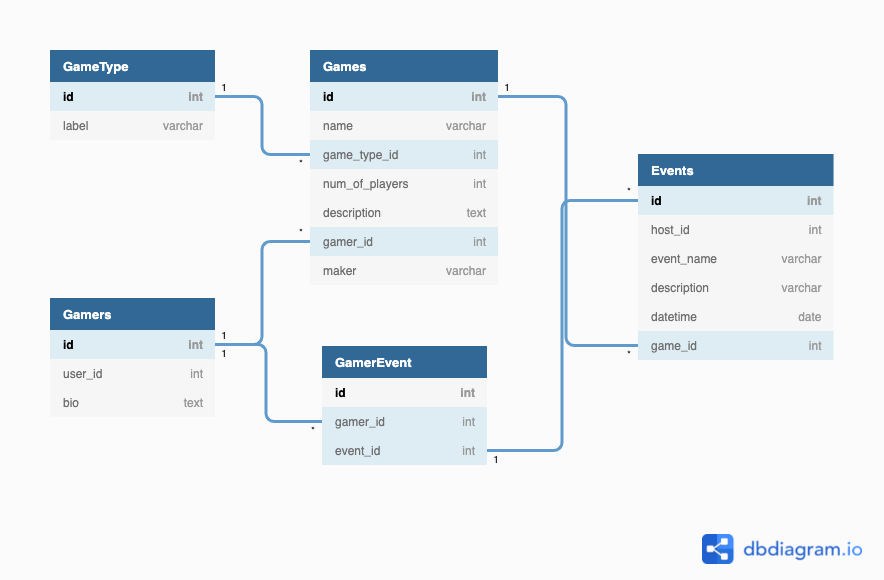 GameType
id int
label varchar
1
*
Games
id int
name varchar
game_type_id int
num_of_players int
description text
gamer_id int
maker varchar
1
*
Gamers
id int
user_id int
bio text
1
1
*
GamerEvent
id int
gamer_id int
event_id int
1
*
Events
id int
host_id int
event_name varchar
description varchar
datetime date
game_id int
*
dbdiagram.io